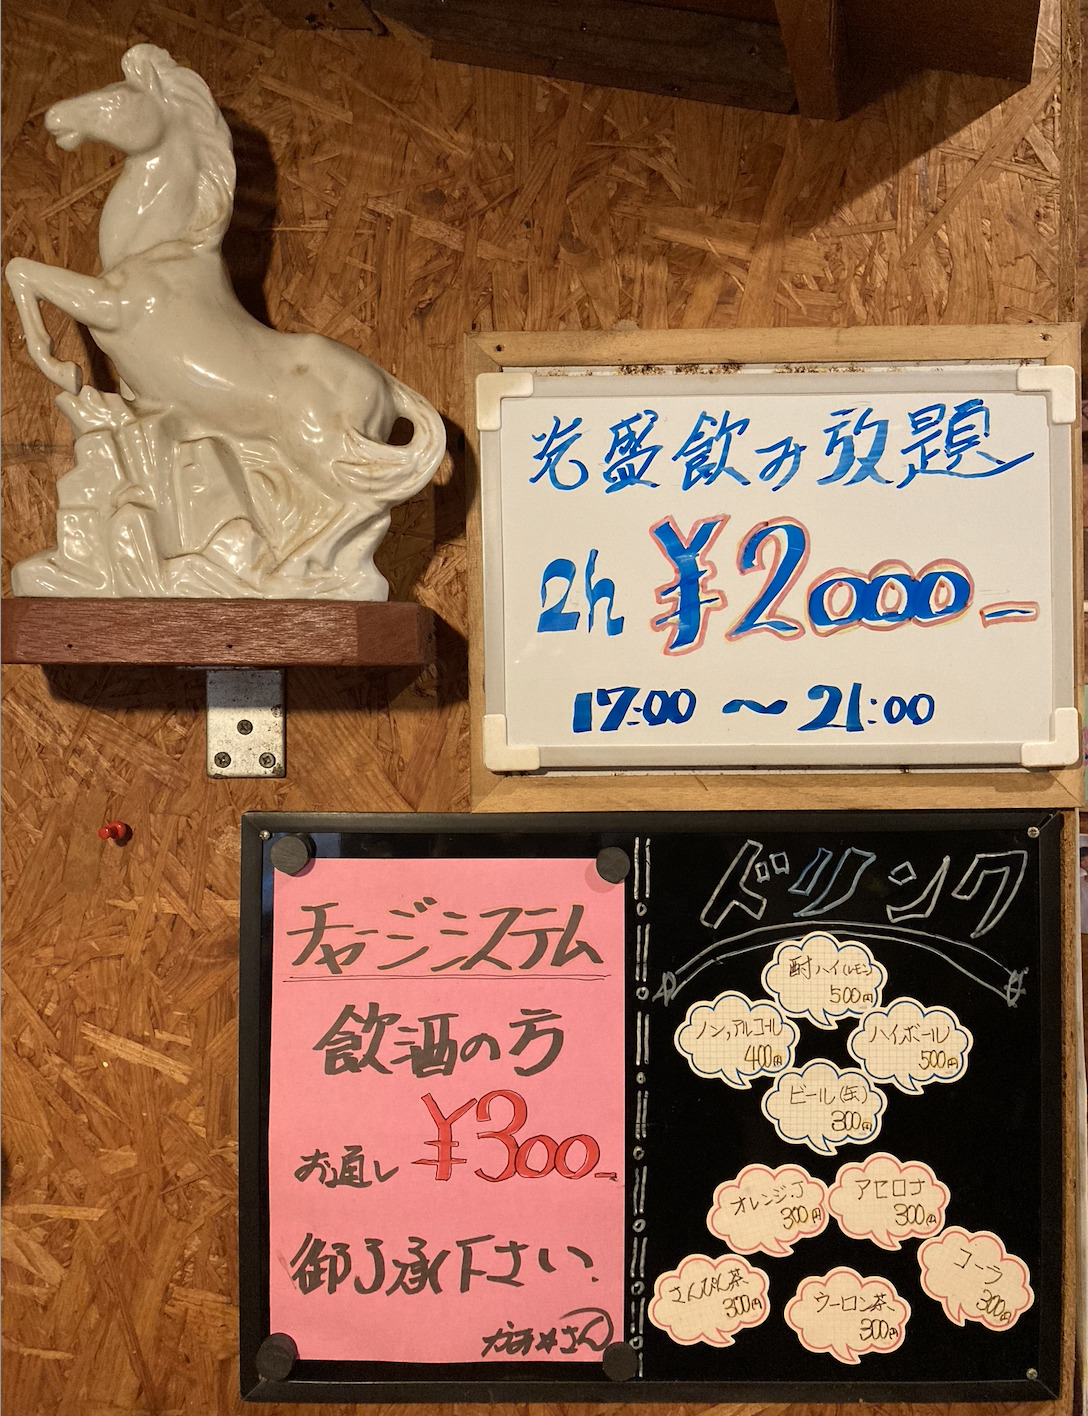 光盛飲み放題
2h ¥2000-
17:00 ～ 21:00
チャージシステム
飲酒の方
お通し ¥300-
御了承下さい.
ドリンク
酎ハイ(レモン)
500円
ノンアルコール
400円
ハイボール
500円
ビール(缶)
300円
オレンジJ
300円
アセロラ
300円
コーラ
300円
さんぴん茶
300円
ウーロン茶
300円